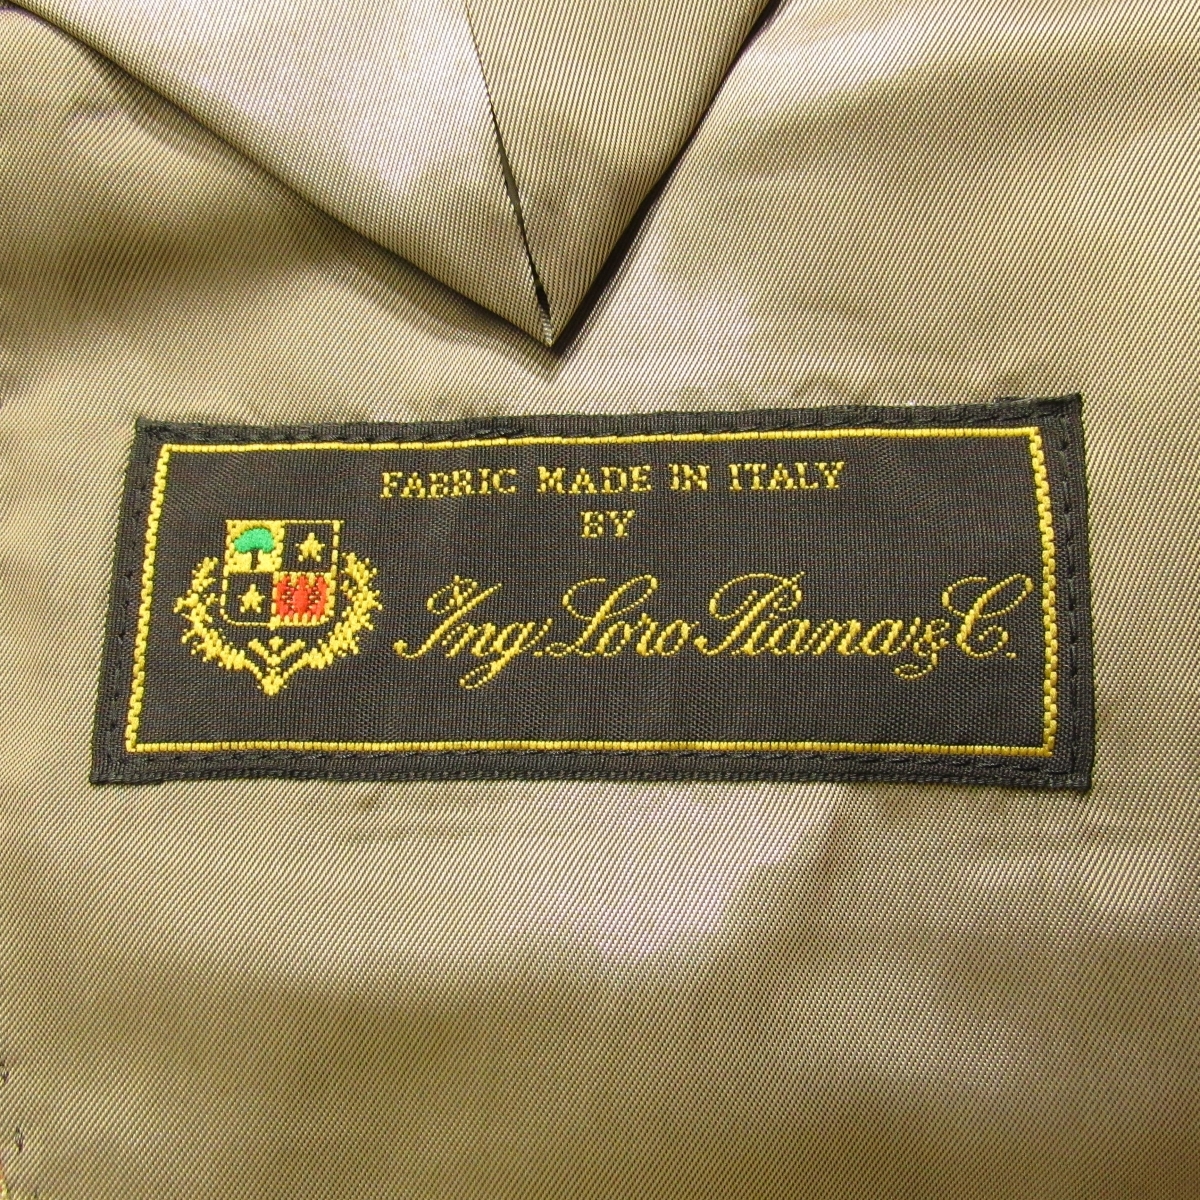 FABRIC MADE IN ITALY
BY
Ing. Loro Piana & C.